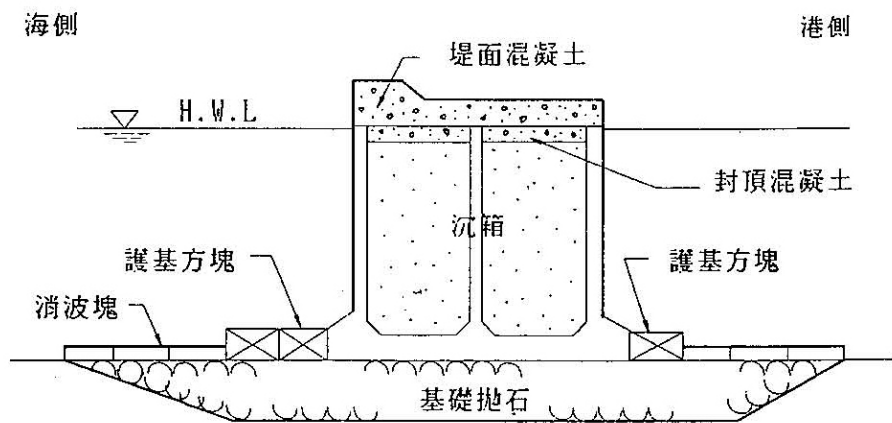 海側
港側
堤面混凝土
H.W.L
封頂混凝土
沉箱
護基方塊
護基方塊
消波塊
基礎拋石